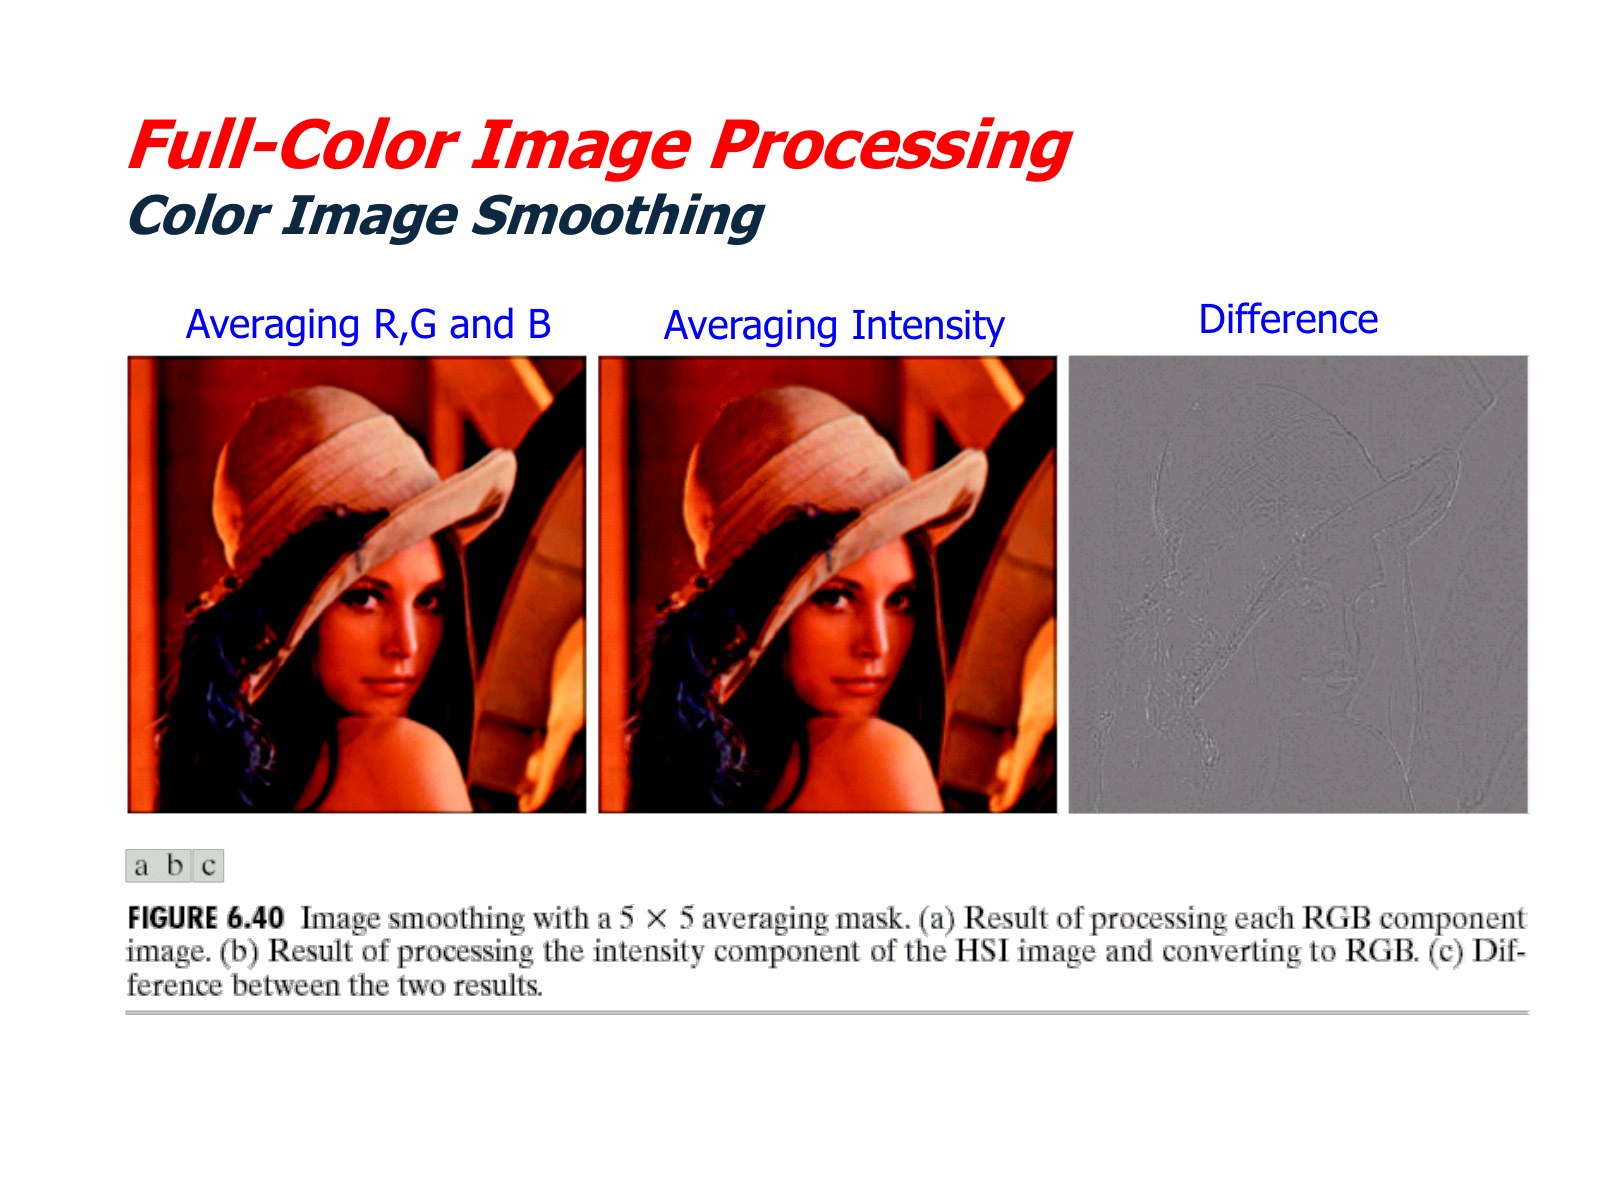 Full-Color Image Processing
Color Image Smoothing
Averaging R,G and B
Averaging Intensity
Difference
a b c
FIGURE 6.40 Image smoothing with a 5 × 5 averaging mask. (a) Result of processing each RGB component
image. (b) Result of processing the intensity component of the HSI image and converting to RGB. (c) Dif-
ference between the two results.